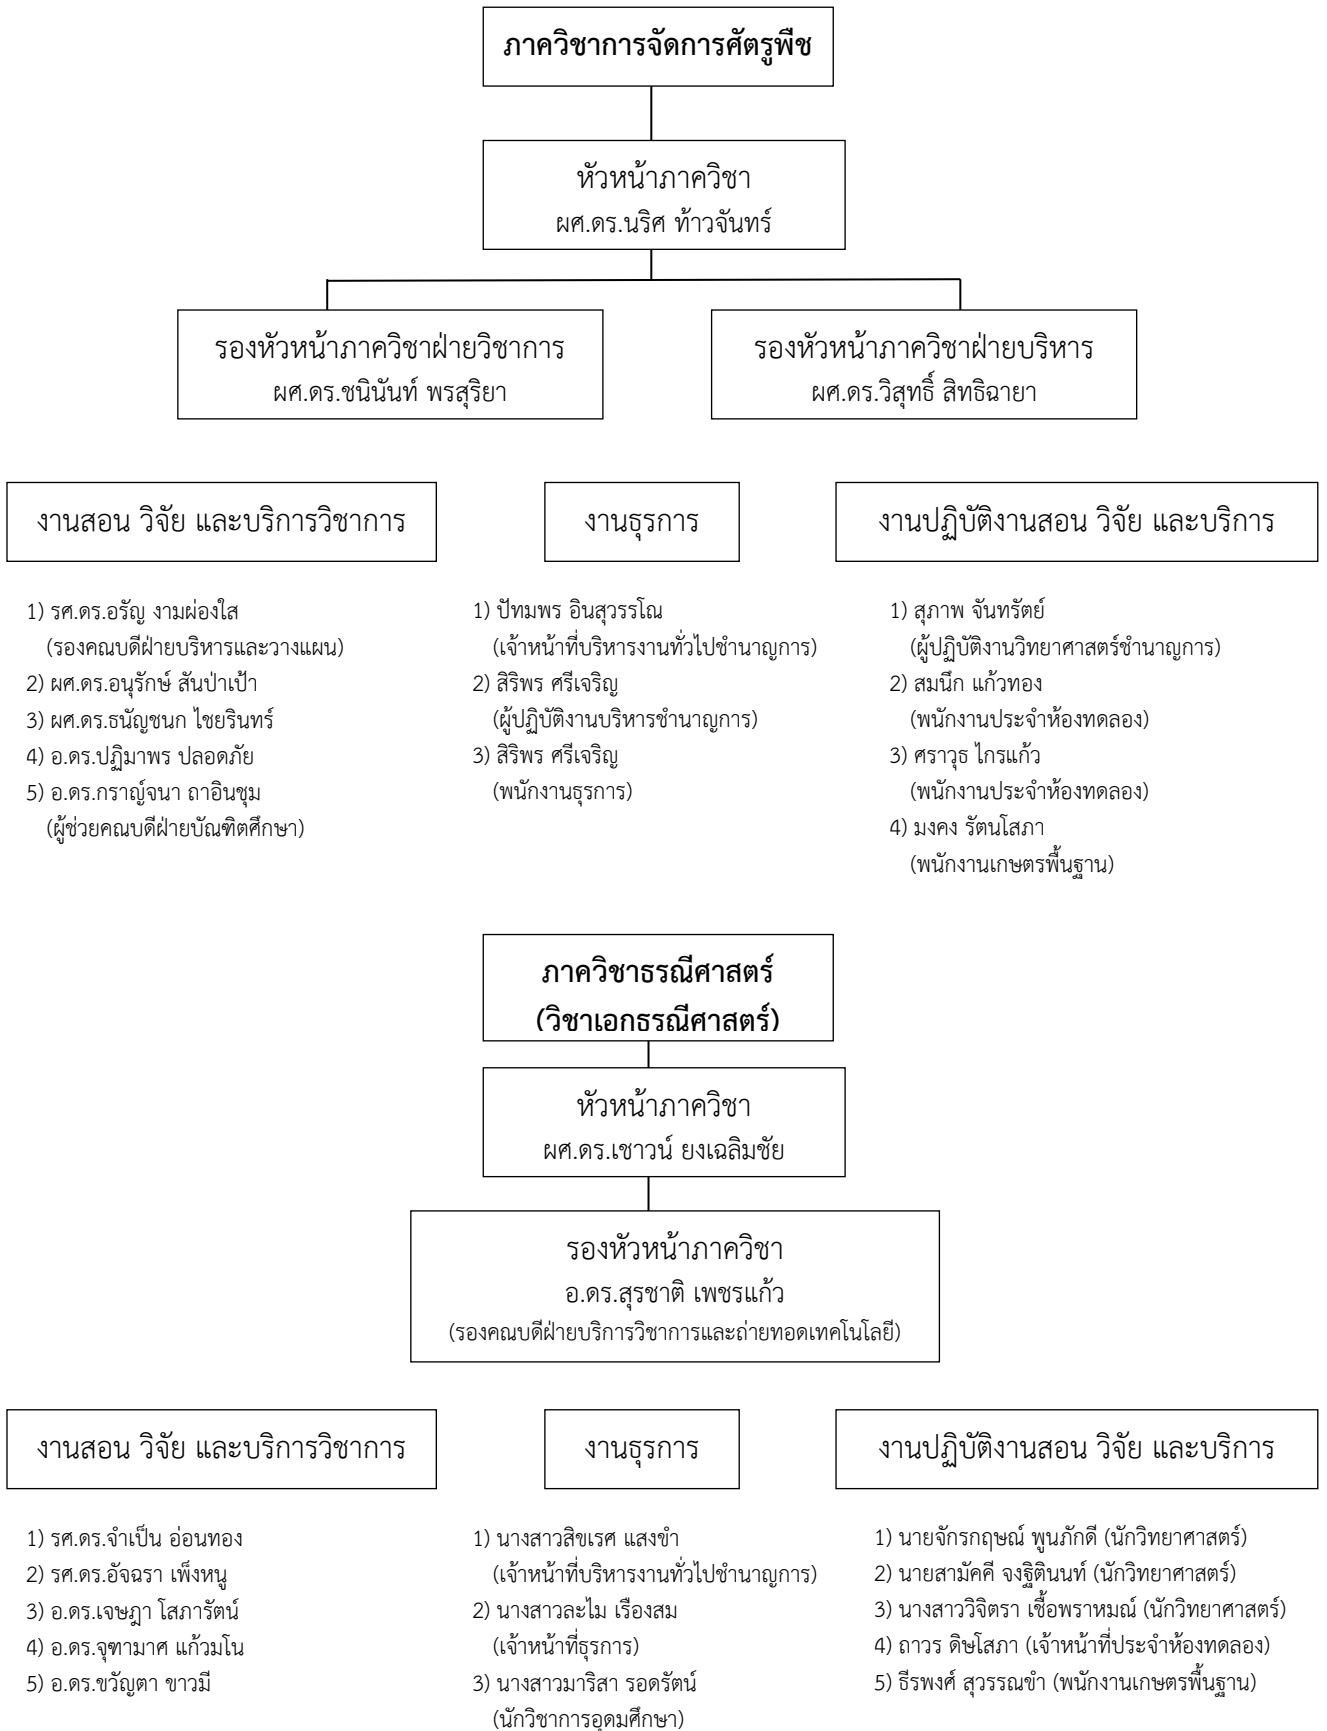 ภาควิชาการจัดการศัตรูพืช
หัวหน้าภาควิชา
ผศ.ดร.นริศ ท้าวจันทร์
รองหัวหน้าภาควิชาฝ่ายวิชาการ
ผศ.ดร.ชนินันท์ พรสุริยา
รองหัวหน้าภาควิชาฝ่ายบริหาร
ผศ.ดร.วิสุทธิ์ สิทธิฉายา
งานสอน วิจัย และบริการวิชาการ
1) รศ.ดร.อรัญ งามผ่องใส
(รองคณบดีฝ่ายบริหารและวางแผน)
2) ผศ.ดร.อนุรักษ์ สันป่าเป้า
3) ผศ.ดร.ธนัญชนก ไชยรินทร์
4) อ.ดร.ปฏิมาพร ปลอดภัย
5) อ.ดร.กราญ์จนา ถาอินชุม
(ผู้ช่วยคณบดีฝ่ายบัณฑิตศึกษา)
งานธุรการ
1) ปัทมพร อินสุวรรโณ
(เจ้าหน้าที่บริหารงานทั่วไปชำนาญการ)
2) สิริพร ศรีเจริญ
(ผู้ปฏิบัติงานบริหารชำนาญการ)
3) สิริพร ศรีเจริญ
(พนักงานธุรการ)
งานปฏิบัติงานสอน วิจัย และบริการ
1) สุภาพ จันทรัตย์
(ผู้ปฏิบัติงานวิทยาศาสตร์ชำนาญการ)
2) สมนึก แก้วทอง
(พนักงานประจำห้องทดลอง)
3) ศราวุธ ไกรแก้ว
(พนักงานประจำห้องทดลอง)
4) มงคง รัตนโสภา
(พนักงานเกษตรพื้นฐาน)
ภาควิชาธรณีศาสตร์
(วิชาเอกธรณีศาสตร์)
หัวหน้าภาควิชา
ผศ.ดร.เชาวน์ ยงเฉลิมชัย
รองหัวหน้าภาควิชา
อ.ดร.สุรชาติ เพชรแก้ว
(รองคณบดีฝ่ายบริการวิชาการและถ่ายทอดเทคโนโลยี)
งานสอน วิจัย และบริการวิชาการ
1) รศ.ดร.จำเป็น อ่อนทอง
2) รศ.ดร.อัจฉรา เพ็งหนู
3) อ.ดร.เจษฎา โสภารัตน์
4) อ.ดร.จุฑามาศ แก้วมโน
5) อ.ดร.ขวัญตา ขาวมี
งานธุรการ
1) นางสาวสิขเรศ แสงขำ
(เจ้าหน้าที่บริหารงานทั่วไปชำนาญการ)
2) นางสาวละไม เรืองสม
(เจ้าหน้าที่ธุรการ)
3) นางสาวมาริสา รอดรัตน์
(นักวิชาการอุดมศึกษา)
งานปฏิบัติงานสอน วิจัย และบริการ
1) นายจักรกฤษณ์ พูนภักดี (นักวิทยาศาสตร์)
2) นายสามัคคี จงฐิตินนท์ (นักวิทยาศาสตร์)
3) นางสาววิจิตรา เชื้อพราหมณ์ (นักวิทยาศาสตร์)
4) ถาวร ดิษโสภา (เจ้าหน้าที่ประจำห้องทดลอง)
5) ธีรพงศ์ สุวรรณขำ (พนักงานเกษตรพื้นฐาน)